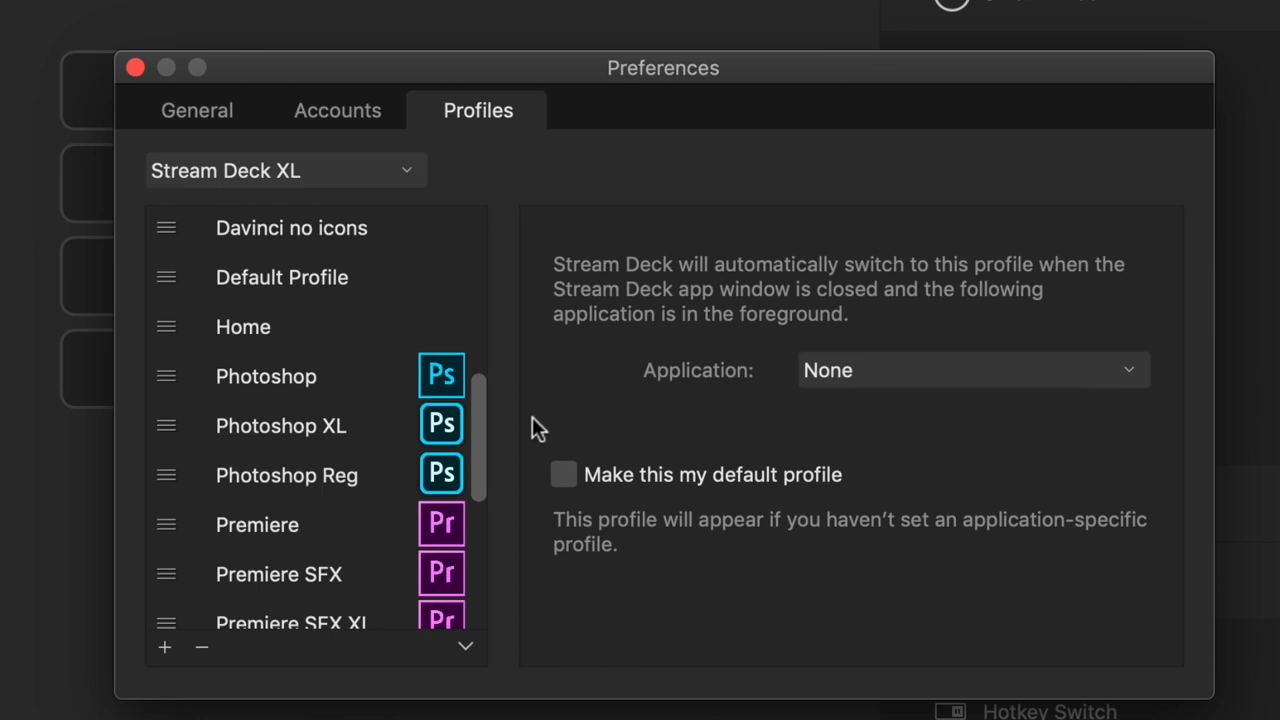 Preferences
General
Accounts
Profiles
Stream Deck XL
Davinci no icons
Default Profile
Home
Photoshop
Ps
Photoshop XL
Ps
Photoshop Reg
Ps
Premiere
Pr
Premiere SFX
Pr
Premiere SFX XL
Pr
+ −
Stream Deck will automatically switch to this profile when the
Stream Deck app window is closed and the following
application is in the foreground.
Application:
None
Make this my default profile
This profile will appear if you haven't set an application-specific
profile.
Hotkey Switch